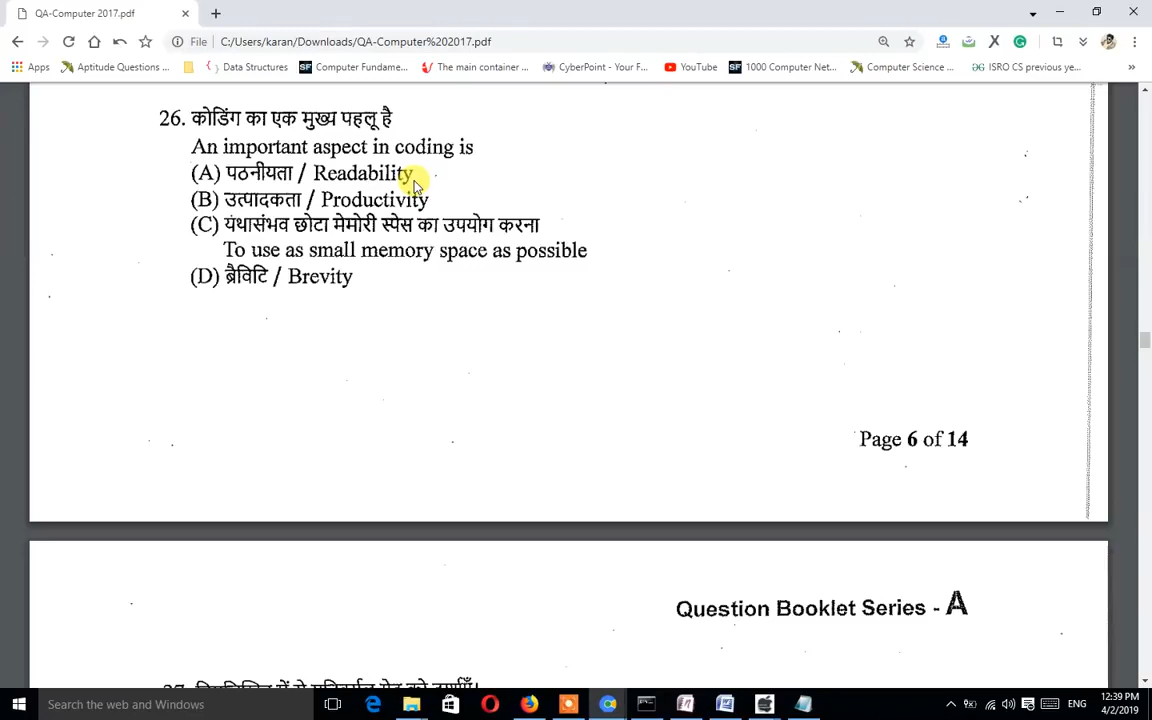 QA-Computer 2017.pdf
File C:/Users/karan/Downloads/QA-Computer%202017.pdf
Apps Aptitude Questions ... Data Structures Computer Fundame... The main container ... CyberPoint - Your F... YouTube 1000 Computer Net... Computer Science ... ISRO CS previous ye...
26. कोडिंग का एक मुख्य पहलू है
An important aspect in coding is
(A) पठनीयता / Readability
(B) उत्पादकता / Productivity
(C) यथासंभव छोटा मेमोरी स्पेस का उपयोग करना
To use as small memory space as possible
(D) ब्रैविटि / Brevity
Page 6 of 14
Question Booklet Series - A
Search the web and Windows
ENG
12:39 PM
4/2/2019